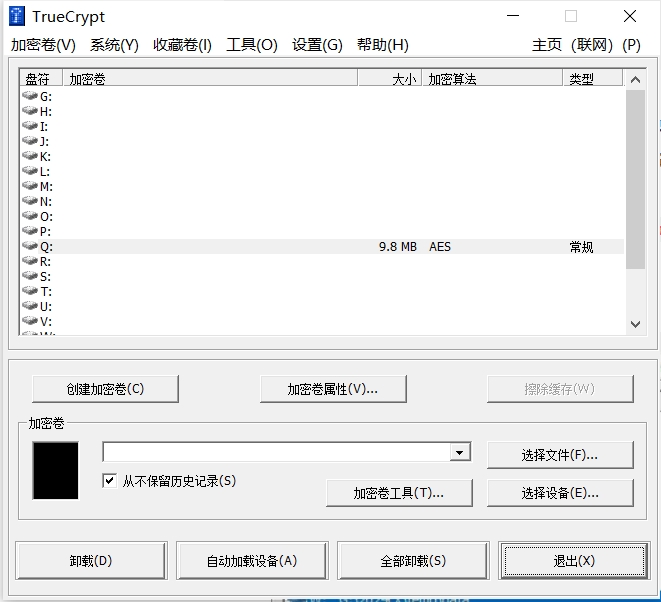 TrueCrypt
加密卷(V) 系统(Y) 收藏卷(I) 工具(O) 设置(G) 帮助(H) 主页（联网）(P)
盘符 加密卷 大小 加密算法 类型
G:
H:
I:
J:
K:
L:
M:
N:
O:
P:
Q: 9.8 MB AES 常规
R:
S:
T:
U:
V:
创建加密卷(C) 加密卷属性(V)... 擦除缓存(W)
加密卷
选择文件(F)...
从不保留历史记录(S)
加密卷工具(T)... 选择设备(E)...
卸载(D) 自动加载设备(A) 全部卸载(S) 退出(X)